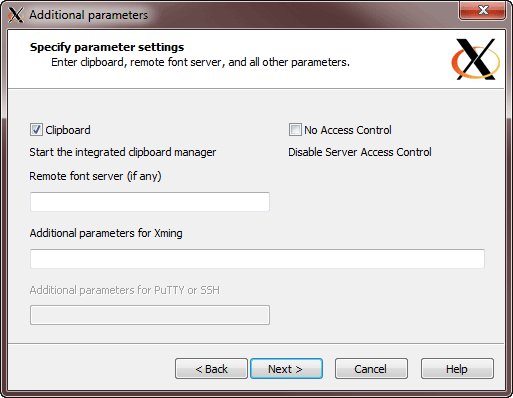 Additional parameters
Specify parameter settings
Enter clipboard, remote font server, and all other parameters.
Clipboard
No Access Control
Start the integrated clipboard manager
Disable Server Access Control
Remote font server (if any)
Additional parameters for Xming
Additional parameters for PuTTY or SSH
< Back
Next >
Cancel
Help